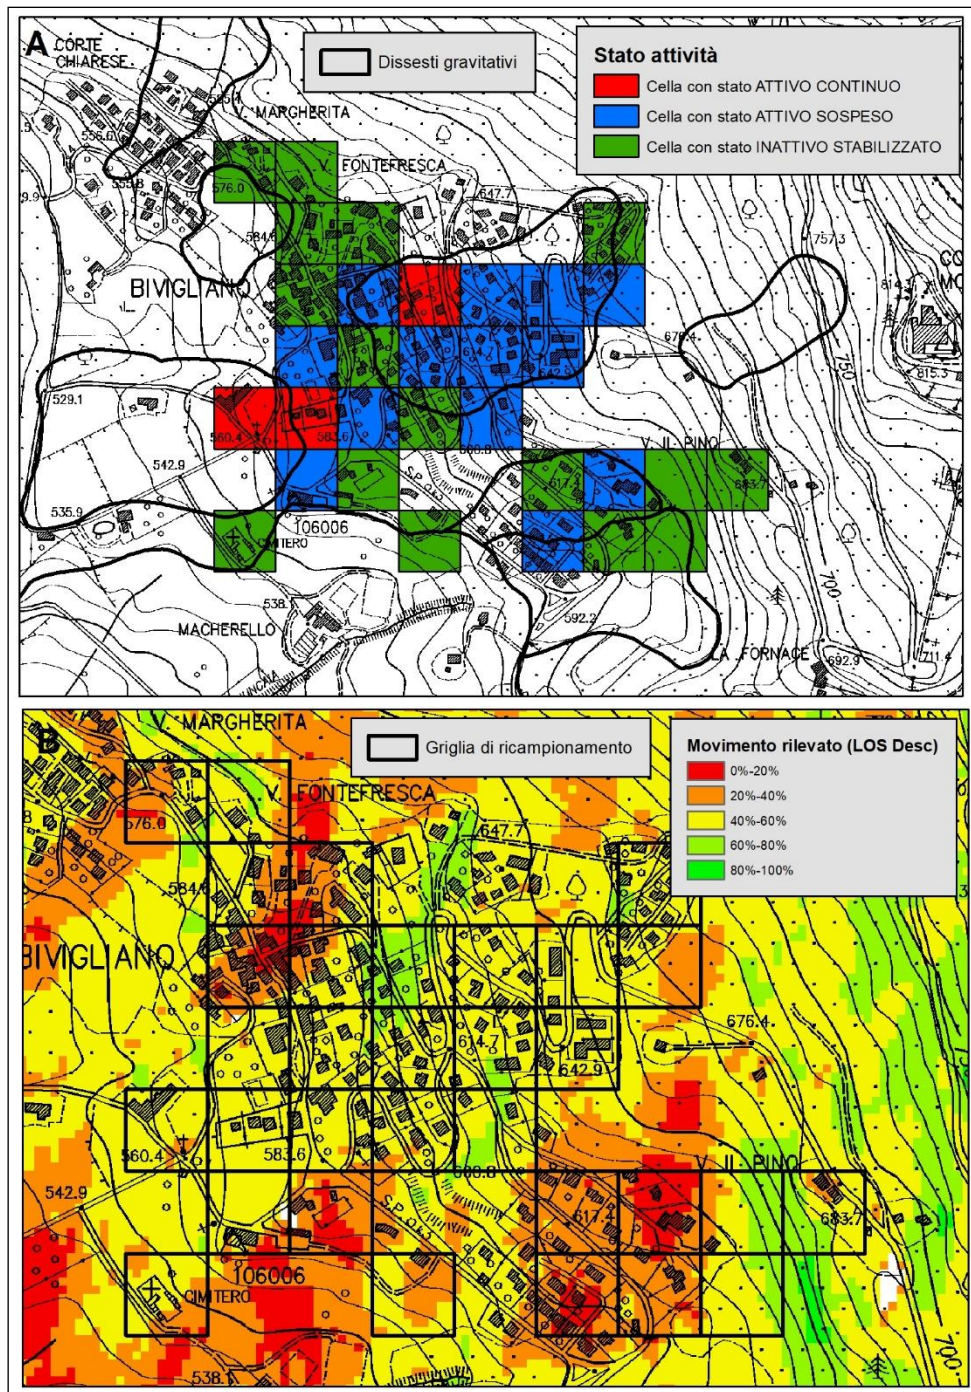 A
CORTE
CHIARESE
Dissesti gravitativi
Stato attività
Cella con stato ATTIVO CONTINUO
Cella con stato ATTIVO SOSPESO
Cella con stato INATTIVO STABILIZZATO
V. MARGHERITA
V. FONTEFRESCA
576.0
647.7
757.3
BIVIGLIANO
529.1
815.3
750
560.4
583.6
542.9
V. IL PINO
617.4
683.7
535.9
106006
CIMITERO
538.1
MACHERELLO
592.2
700
LA FORNACE
692.9
711.4
B
V. MARGHERITA
Griglia di ricampionamento
Movimento rilevato (LOS Desc)
0%-20%
20%-40%
40%-60%
60%-80%
80%-100%
V. FONTEFRESCA
576.0
647.7
BIVIGLIANO
676.4
614.7
642.9
560.4
583.6
542.9
V. IL PINO
617.4
683.7
106006
CIMITERO
538.1
700